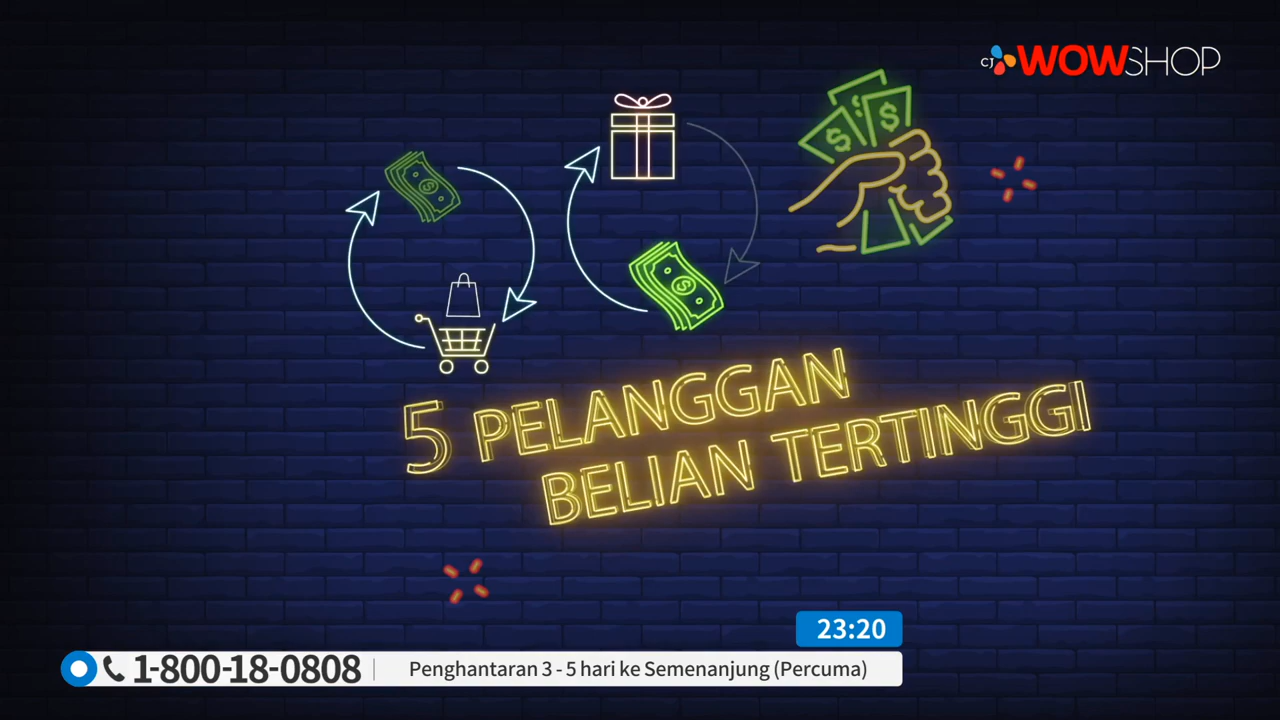 CJ WOWSHOP
5 PELANGGAN
BELIAN TERTINGGI
23:20
1-800-18-0808
Penghantaran 3 - 5 hari ke Semenanjung (Percuma)